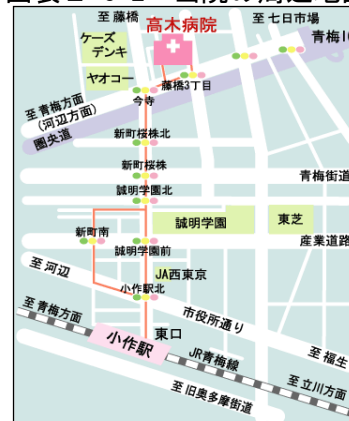 至 藤橋
高木病院
至 七日市場
ケーズ
デンキ
青梅IC
ヤオコー
藤橋3丁目
今寺
至 青梅方面
(河辺方面)
圏央道
新町桜株北
新町桜株
青梅街道
誠明学園北
誠明学園
東芝
新町南
誠明学園前
産業道路
至 河辺
JA西東京
小作駅北
至 青梅方面
市役所通り
東口
小作駅
至 福生
JR青梅線
至 立川方面
至 旧奥多摩街道